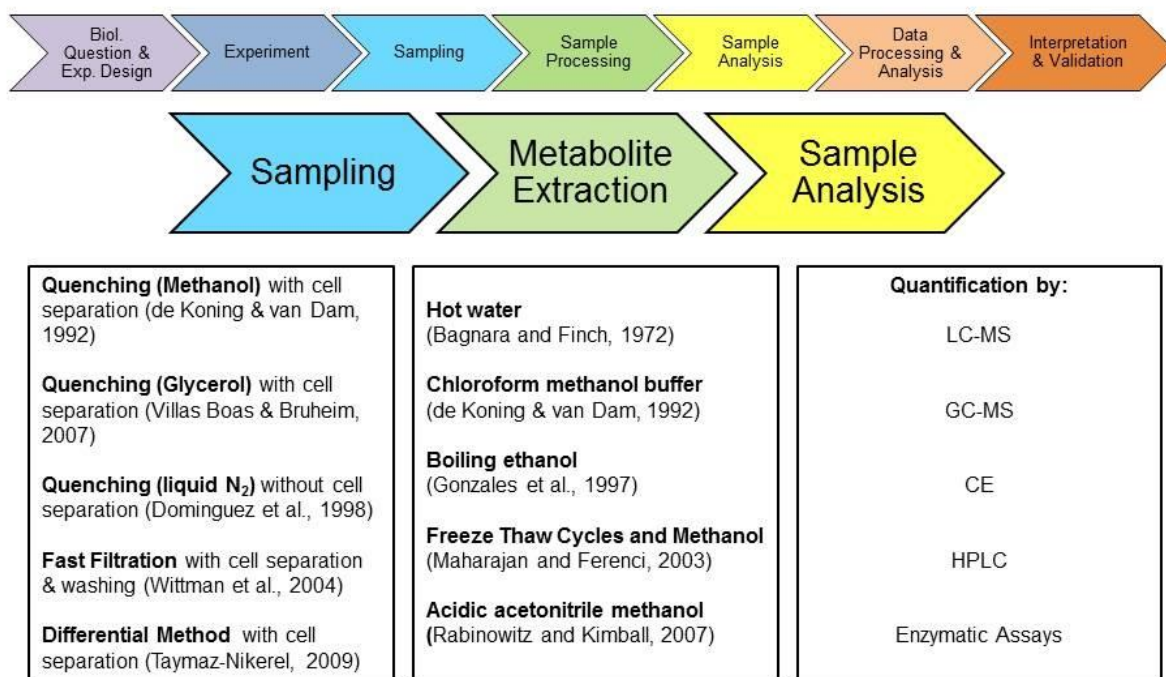 Biol.
Question &
Exp. Design
Experiment
Sampling
Sample
Processing
Sample
Analysis
Data
Processing &
Analysis
Interpretation
& Validation
Sampling
Metabolite
Extraction
Sample
Analysis
Quenching (Methanol) with cell
separation (de Koning & van Dam,
1992)
Quenching (Glycerol) with cell
separation (Villas Boas & Bruheim,
2007)
Quenching (liquid N₂) without cell
separation (Dominguez et al., 1998)
Fast Filtration with cell separation
& washing (Wittman et al., 2004)
Differential Method with cell
separation (Taymaz-Nikerel, 2009)
Hot water
(Bagnara and Finch, 1972)
Chloroform methanol buffer
(de Koning & van Dam, 1992)
Boiling ethanol
(Gonzales et al., 1997)
Freeze Thaw Cycles and Methanol
(Maharajan and Ferenci, 2003)
Acidic acetonitrile methanol
(Rabinowitz and Kimball, 2007)
Quantification by:
LC-MS
GC-MS
CE
HPLC
Enzymatic Assays